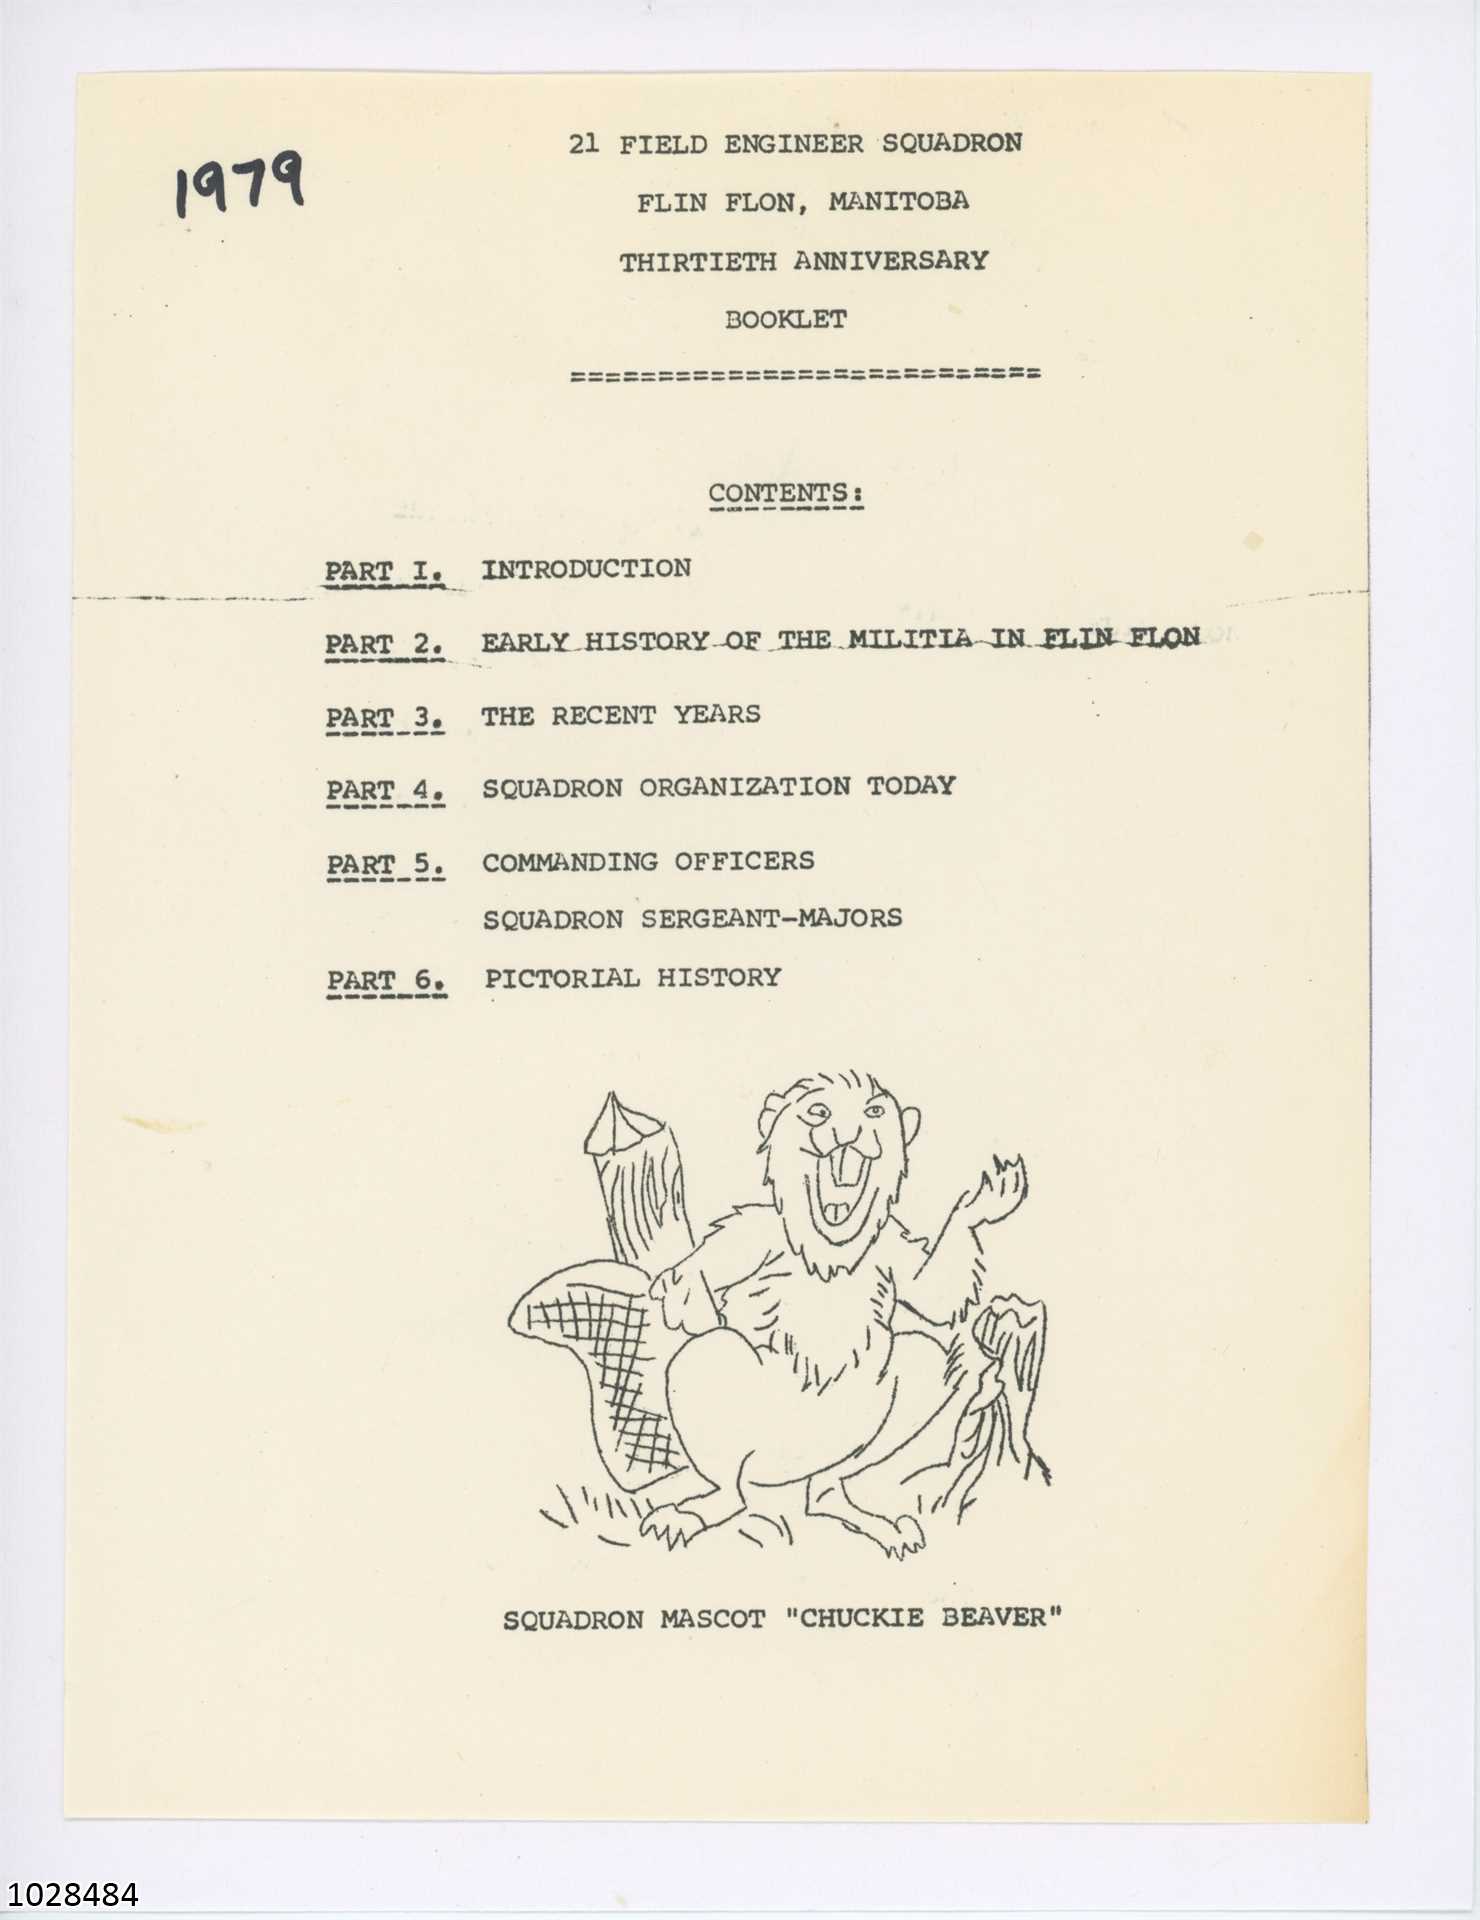 1979
21 FIELD ENGINEER SQUADRON
FLIN FLON, MANITOBA
THIRTIETH ANNIVERSARY
BOOKLET
===========================
CONTENTS:
PART I. INTRODUCTION
PART 2. EARLY HISTORY OF THE MILITIA IN FLIN FLON
PART 3. THE RECENT YEARS
PART 4. SQUADRON ORGANIZATION TODAY
PART 5. COMMANDING OFFICERS
SQUADRON SERGEANT-MAJORS
PART 6. PICTORIAL HISTORY
SQUADRON MASCOT "CHUCKIE BEAVER"
1028484